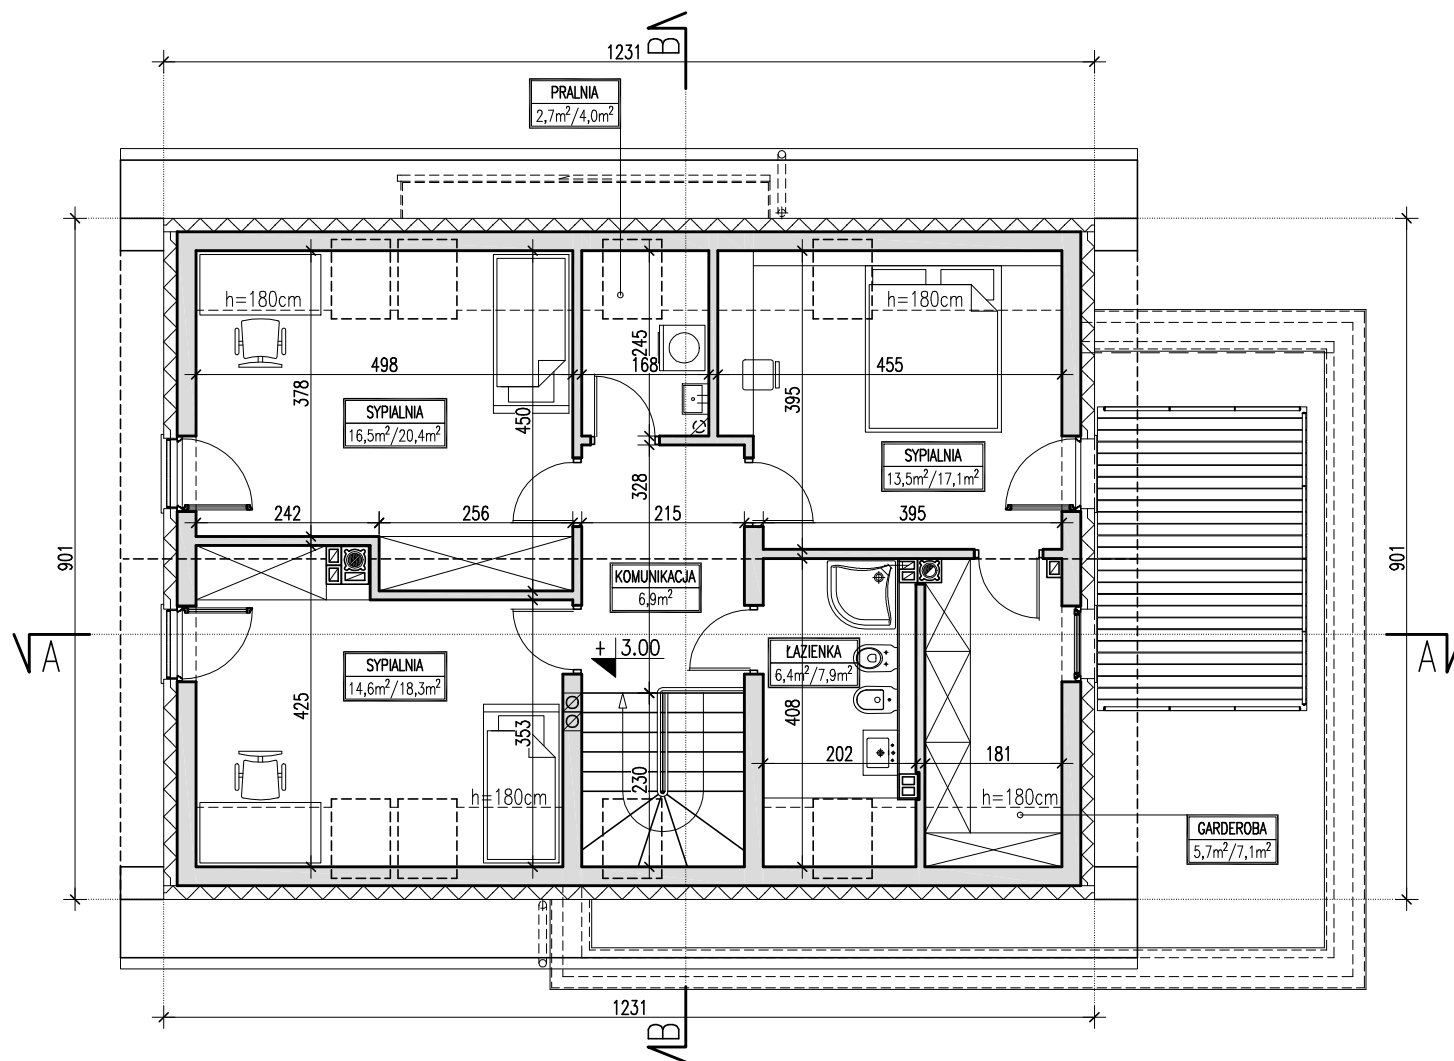 B
1231
PRALNIA
2,7m²/4,0m²
h=180cm
h=180cm
245
498
168
455
378
395
450
SYPIALNIA
16,5m²/20,4m²
SYPIALNIA
13,5m²/17,1m²
328
242
256
215
395
901
901
KOMUNIKACJA
6,9m²
A
+ 3.00
SYPIALNIA
14,6m²/18,3m²
ŁAZIENKA
6,4m²/7,9m²
A
425
353
408
230
202
181
h=180cm
h=180cm
GARDEROBA
5,7m²/7,1m²
1231
B